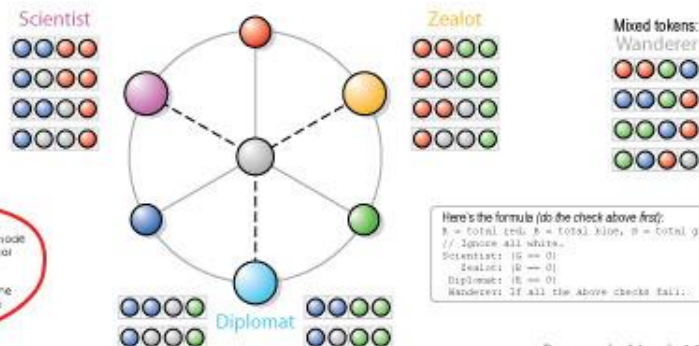 Scientist
Zealot
Mixed tokens:
Wanderer
node
Here's the formula (do the check above first):
R = total red, B = total blue, G = total g
// Ignore all white.
Scientist: (G == 0)
Zealot: (B == 0)
Diplomat: (R == 0)
Wanderer: If all the above checks fail.
Diplomat